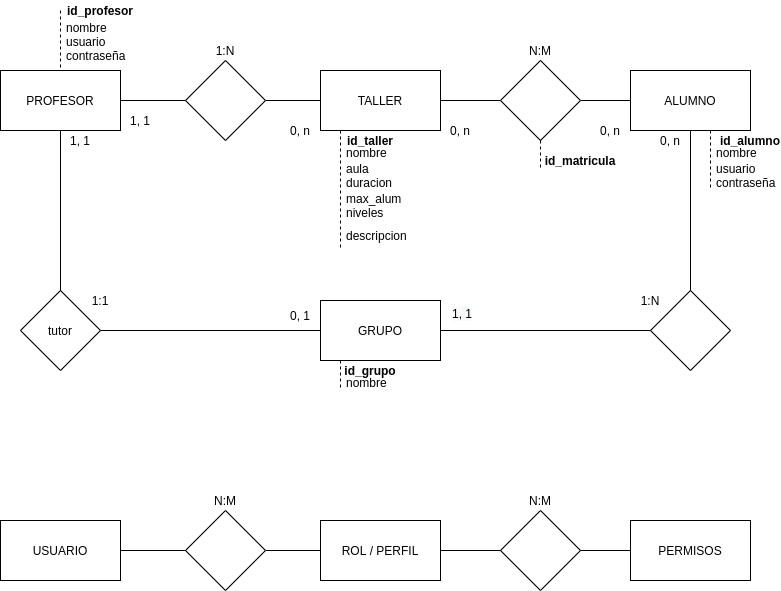 id_profesor
nombre
usuario
contraseña
1:N
N:M
PROFESOR
TALLER
ALUMNO
1, 1
0, n
0, n
0, n
1, 1
0, n
id_taller
nombre
aula
duracion
max_alum
niveles
descripcion
id_matricula
id_alumno
nombre
usuario
contraseña
1:1
0, 1
1, 1
1:N
tutor
GRUPO
id_grupo
nombre
N:M
N:M
USUARIO
ROL / PERFIL
PERMISOS